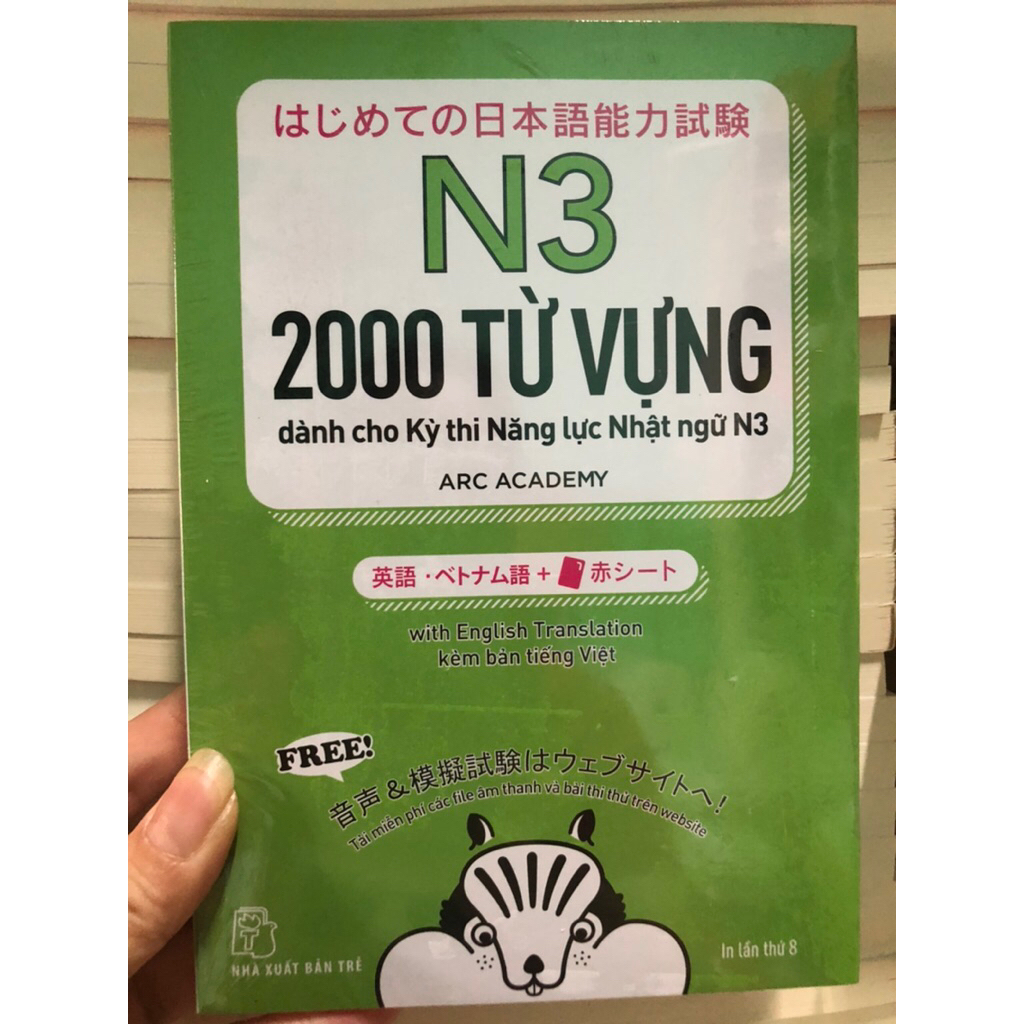 はじめての日本語能力試験
N3
2000 TỪ VỰNG
dành cho Kỳ thi Năng lực Nhật ngữ N3
ARC ACADEMY
英語・ベトナム語 + 赤シート
with English Translation
kèm bản tiếng Việt
FREE!
音声&模擬試験はウェブサイトへ!
Tải miễn phí các file âm thanh và bài thi thử trên website
T
NHÀ XUẤT BẢN TRẺ
In lần thứ 8